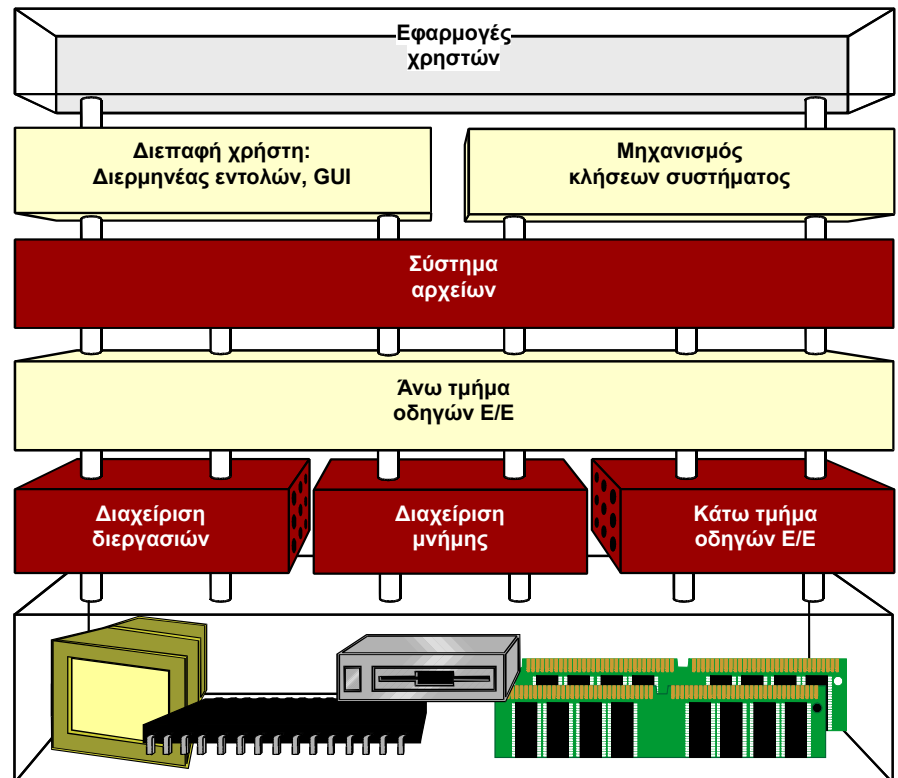 Εφαρμογές
χρηστών
Διεπαφή χρήστη:
Διερμηνέας εντολών, GUI
Μηχανισμός
κλήσεων συστήματος
Σύστημα
αρχείων
Άνω τμήμα
οδηγών Ε/Ε
Διαχείριση
διεργασιών
Διαχείριση
μνήμης
Κάτω τμήμα
οδηγών Ε/Ε